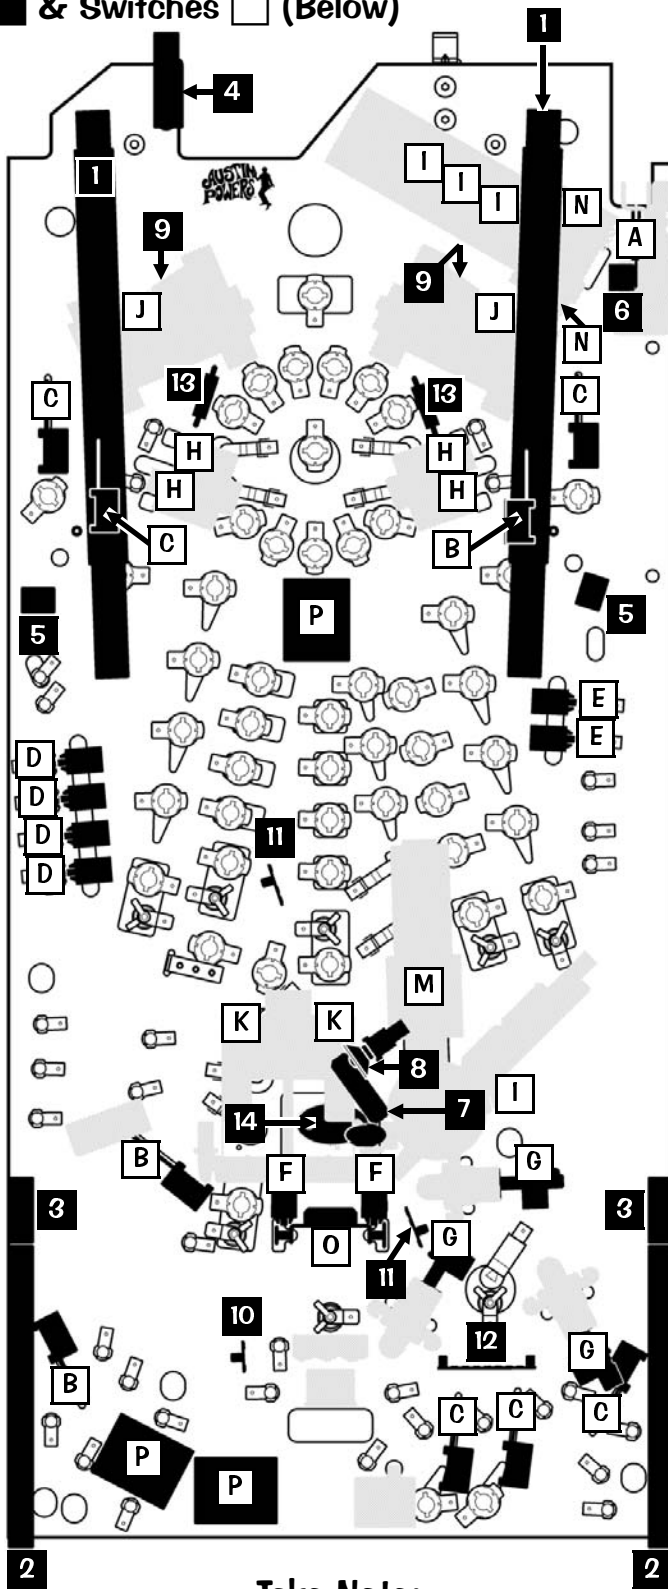 & Switches (Below)
1
4
AUSTIN
POWERS
1
I
I
I
N
A
9
9
6
J
J
N
C
13
13
C
H
H
H
H
C
B
P
5
5
E
E
D
D
D
D
11
M
K
K
8
I
7
14
B
F
F
G
3
3
O
G
11
10
12
G
B
C
C
C
P
P
2
2
Take Note: